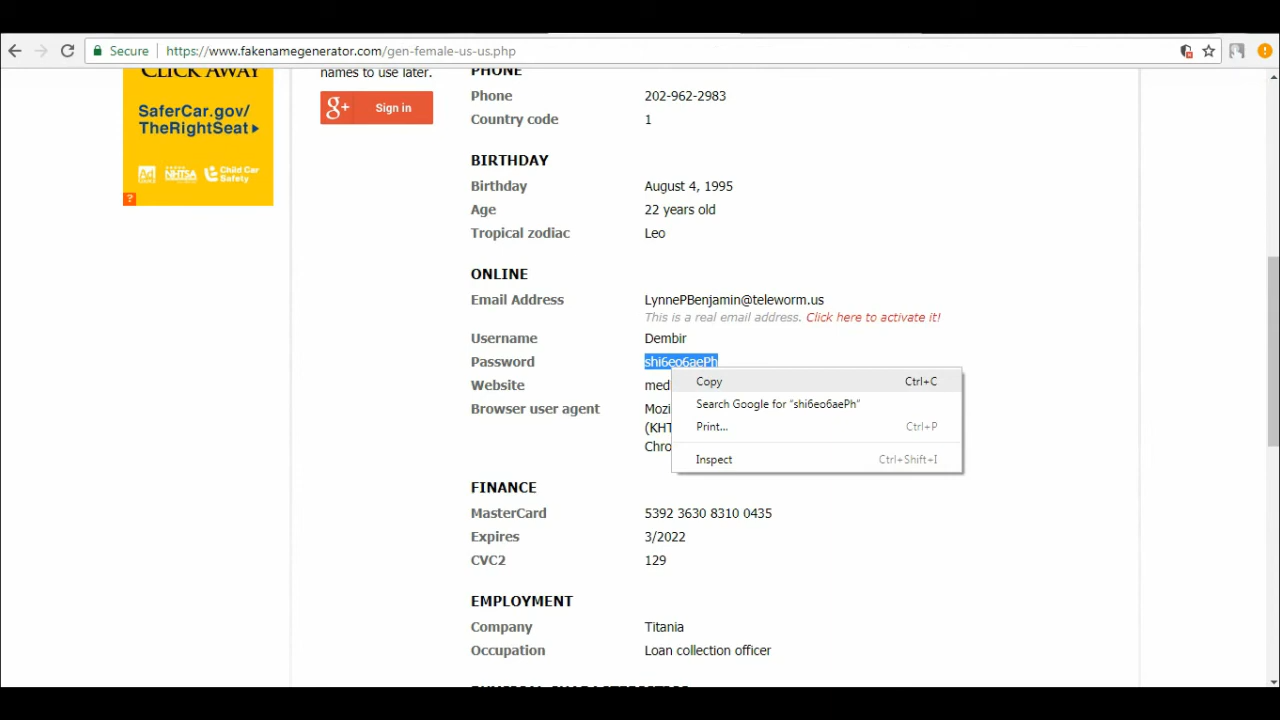 Secure https://www.fakenamegenerator.com/gen-female-us-us.php
CLICK AWAY
SaferCar.gov/
TheRightSeat
Ad
NHTSA
Child Car
Safety
?
names to use later.
g+ Sign in
PHONE
Phone 202-962-2983
Country code 1
BIRTHDAY
Birthday August 4, 1995
Age 22 years old
Tropical zodiac Leo
ONLINE
Email Address LynnePBenjamin@teleworm.us
This is a real email address. Click here to activate it!
Username Dembir
Password shi6eo6aePh
Website med
Browser user agent Mozi
(KHT
Chro
Copy Ctrl+C
Search Google for “shi6eo6aePh”
Print... Ctrl+P
Inspect Ctrl+Shift+I
FINANCE
MasterCard 5392 3630 8310 0435
Expires 3/2022
CVC2 129
EMPLOYMENT
Company Titania
Occupation Loan collection officer